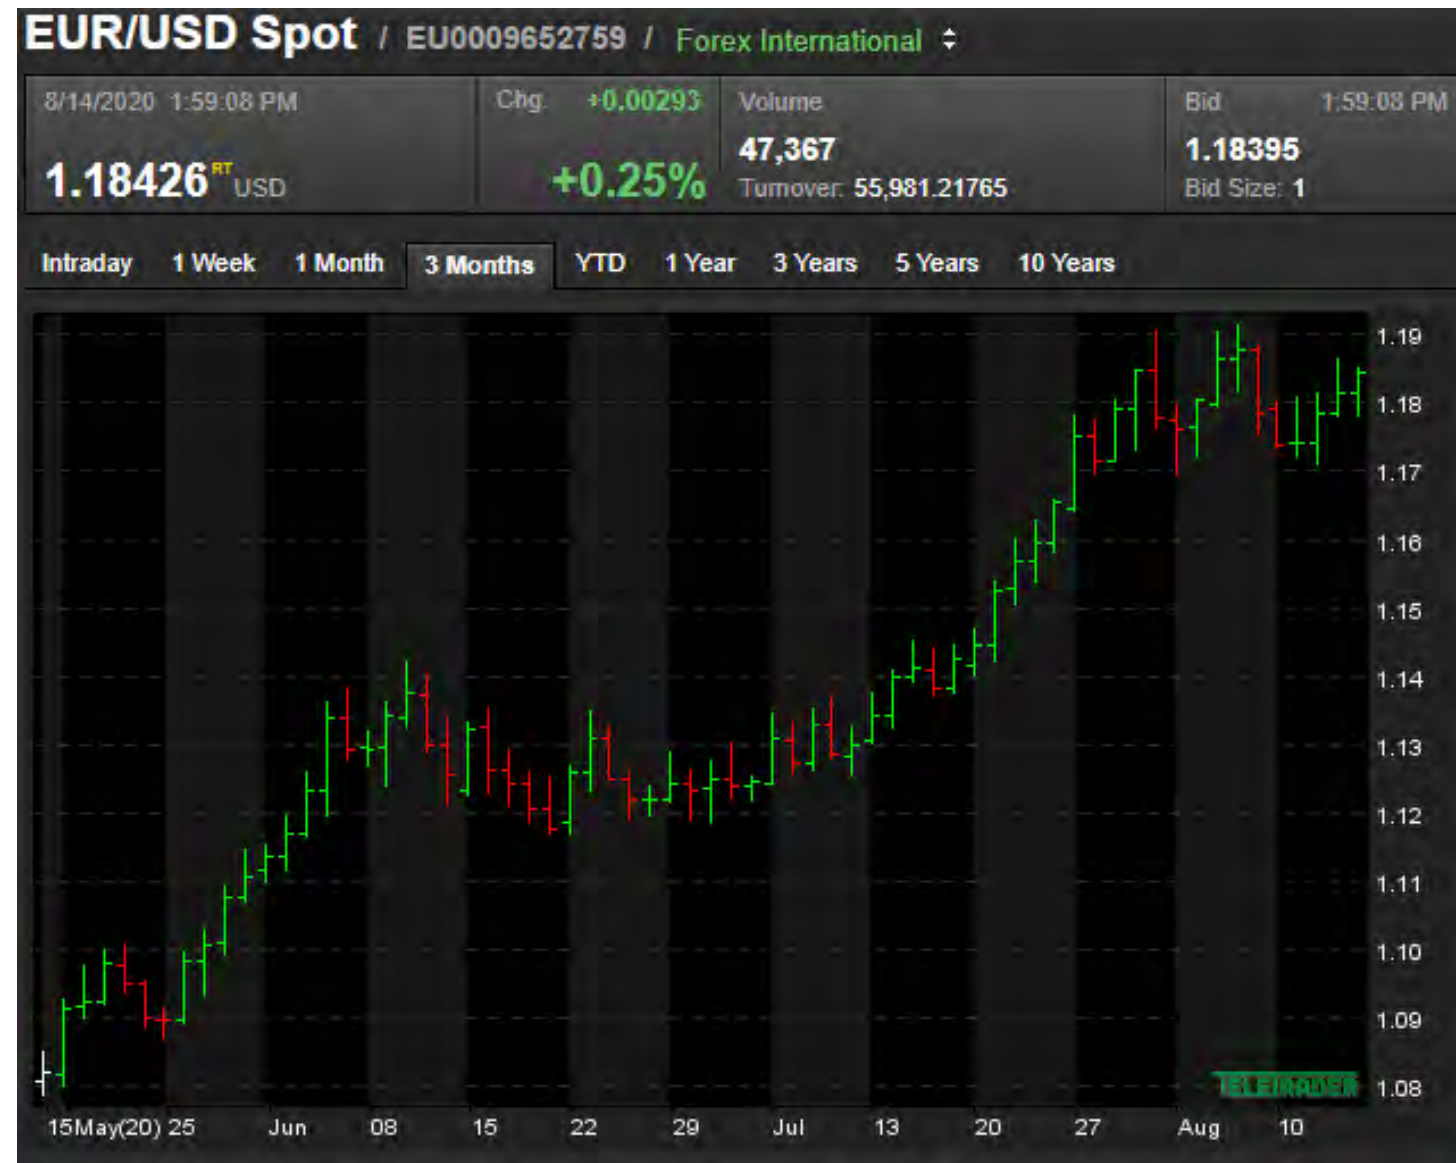 EUR/USD Spot / EU0009652759 / Forex International
8/14/2020 1:59:08 PM
1.18426 RT USD
Chg. +0.00293
+0.25%
Volume
47,367
Turnover: 55,981.21765
Bid 1:59:08 PM
1.18395
Bid Size: 1
Intraday 1 Week 1 Month 3 Months YTD 1 Year 3 Years 5 Years 10 Years
1.19
1.18
1.17
1.16
1.15
1.14
1.13
1.12
1.11
1.10
1.09
1.08
TELETRADER
15May(20) 25 Jun 08 15 22 29 Jul 13 20 27 Aug 10